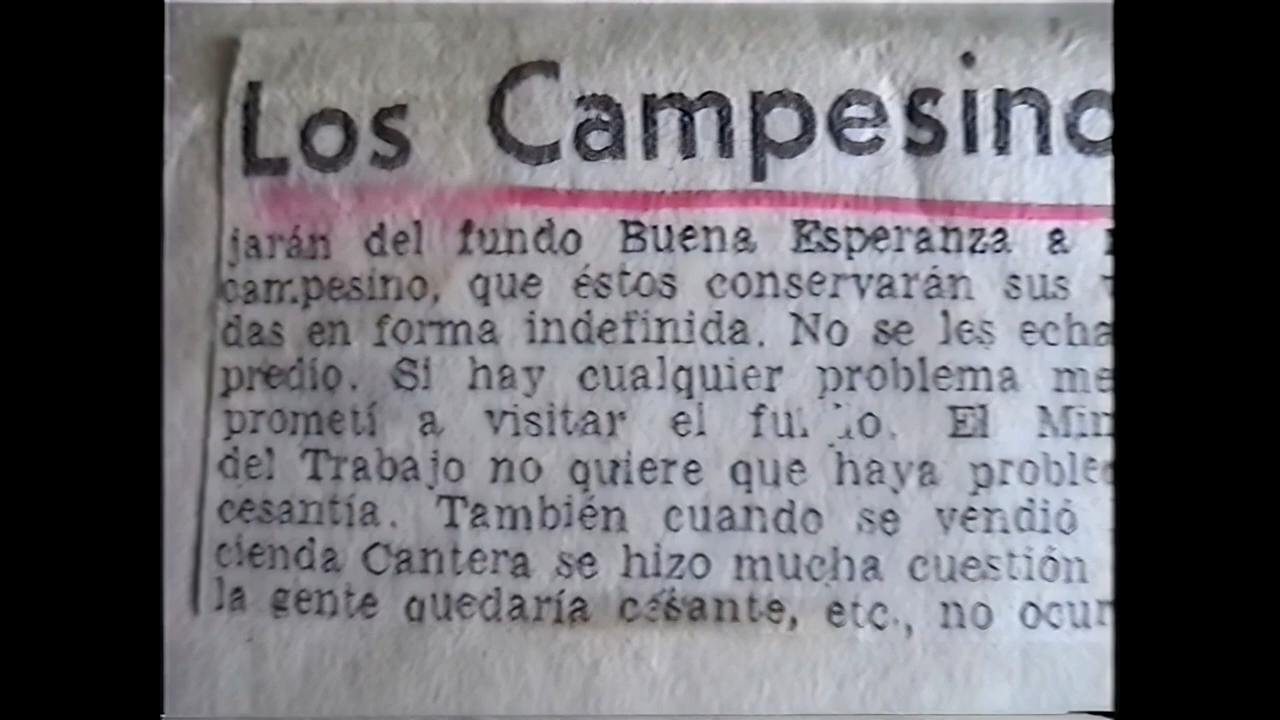 Los Campesino
jarán del fundo Buena Esperanza a
campesino, que éstos conservarán sus
das en forma indefinida. No se les echa
predio. Si hay cualquier problema me
prometí a visitar el El Min
del Trabajo no quiere que haya proble
cesantía. También cuando se vendió
cienda Cantera se hizo mucha cuestión
la gente quedaría cesante, etc., no ocur